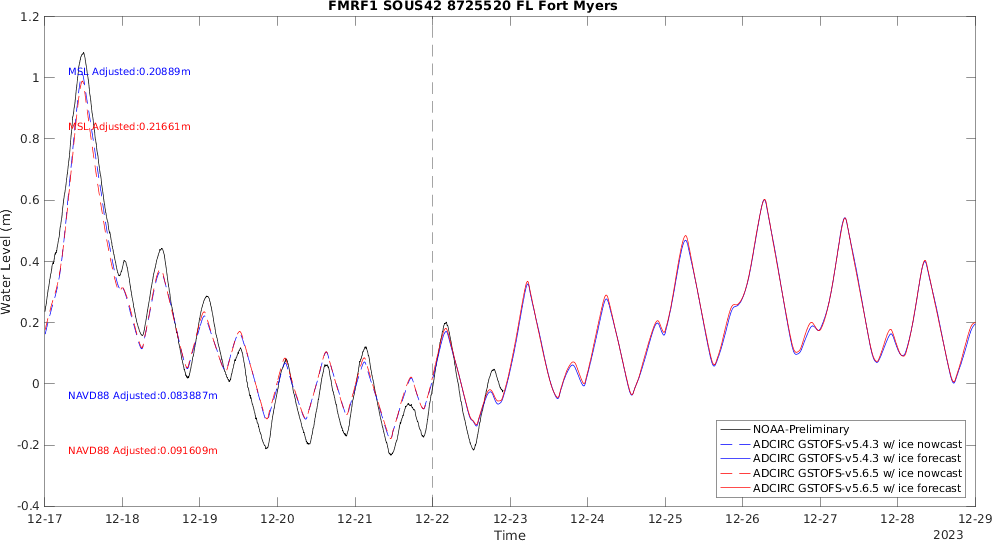 FMRF1 SOUS42 8725520 FL Fort Myers
1.2
1
0.8
0.6
0.4
0.2
0
-0.2
-0.4
Water Level (m)
MSL Adjusted:0.20889m
MSL Adjusted:0.21661m
NAVD88 Adjusted:0.083887m
NAVD88 Adjusted:0.091609m
NOAA-Preliminary
ADCIRC GSTOFS-v5.4.3 w/ ice nowcast
ADCIRC GSTOFS-v5.4.3 w/ ice forecast
ADCIRC GSTOFS-v5.6.5 w/ ice nowcast
ADCIRC GSTOFS-v5.6.5 w/ ice forecast
12-17 12-18 12-19 12-20 12-21 12-22 12-23 12-24 12-25 12-26 12-27 12-28 12-29
Time
2023